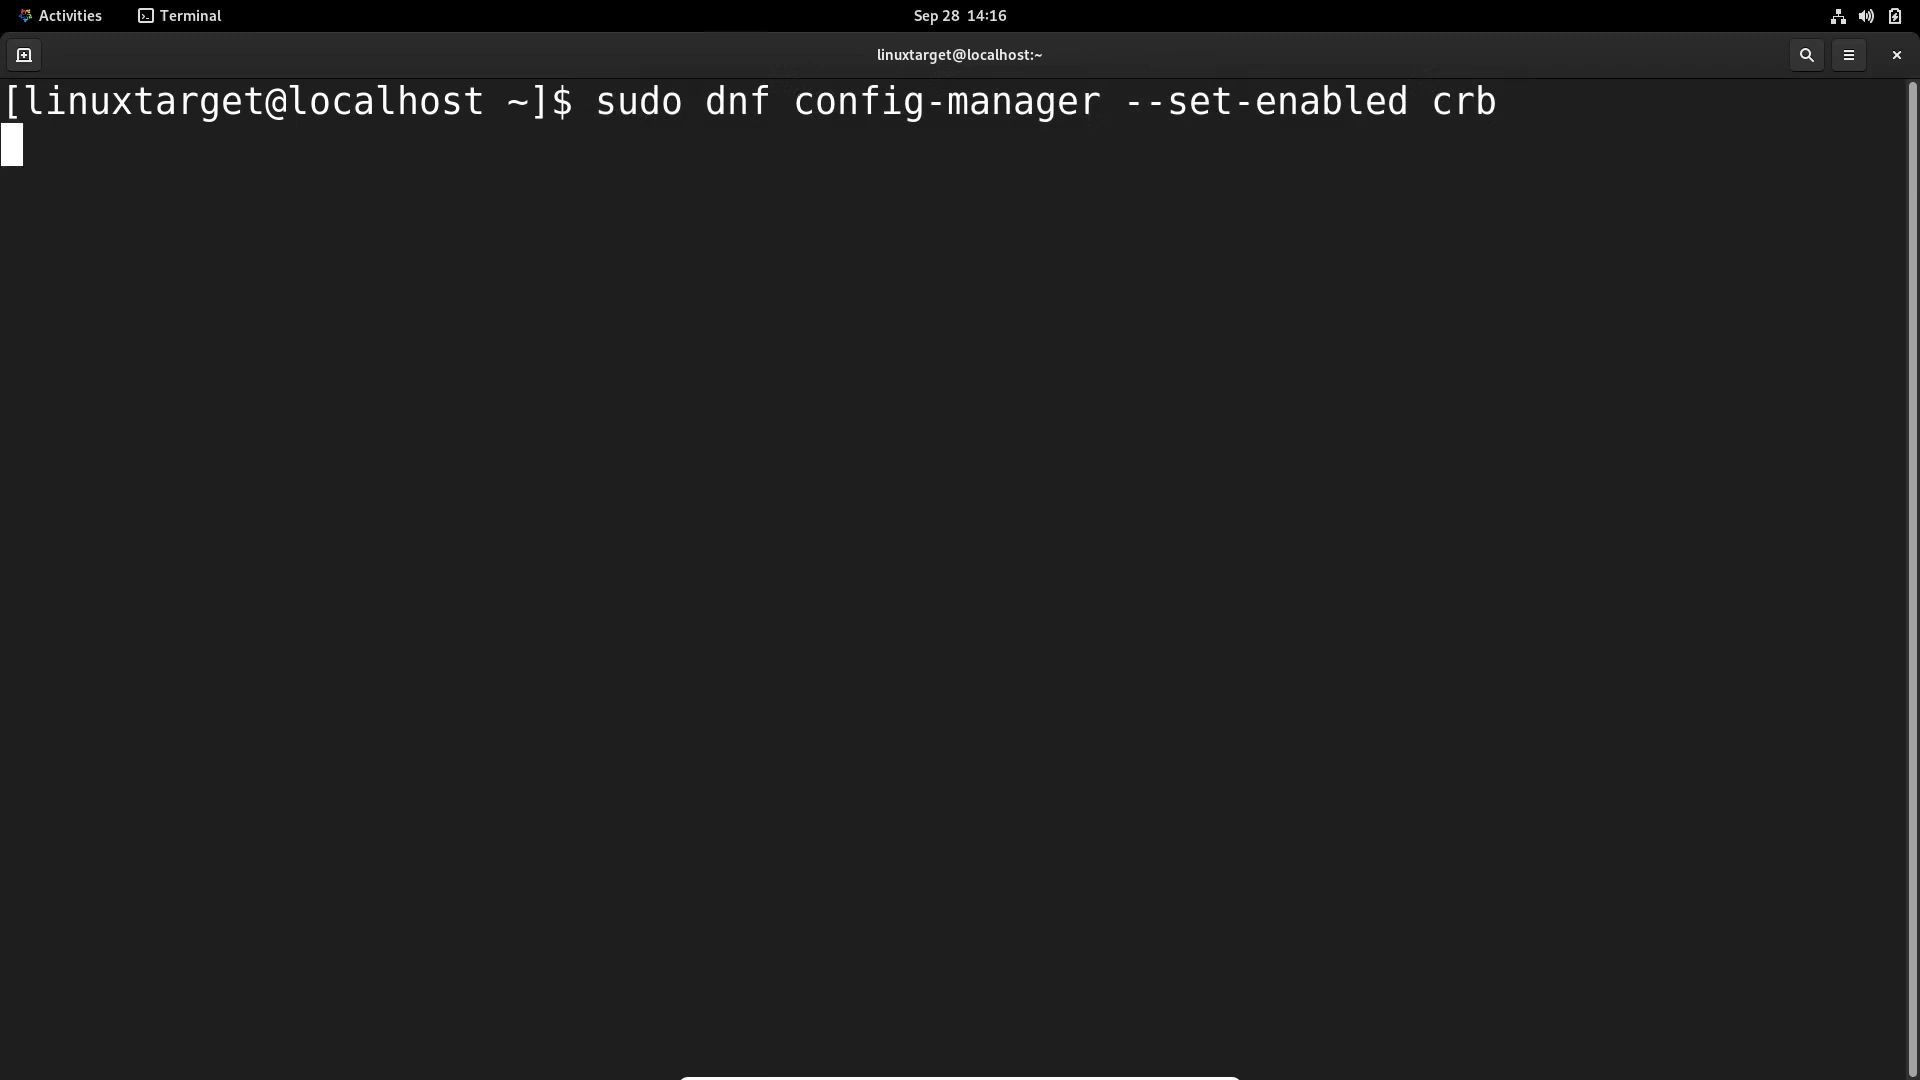 Activities Terminal Sep 28 14:16
linuxtarget@localhost:~
[linuxtarget@localhost ~]$ sudo dnf config-manager --set-enabled crb